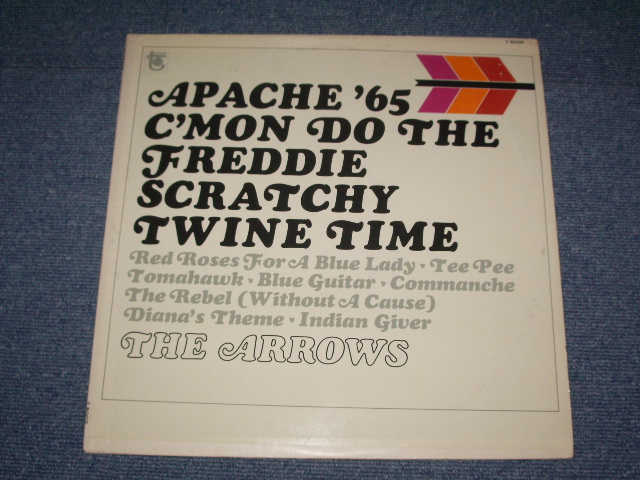 APACHE '65
C'MON DO THE
FREDDIE
SCRATCHY
TWINE TIME
Red Roses For A Blue Lady · Tee Pee
Tomahawk · Blue Guitar · Commanche
The Rebel (Without A Cause)
Diana's Theme · Indian Giver
THE ARROWS